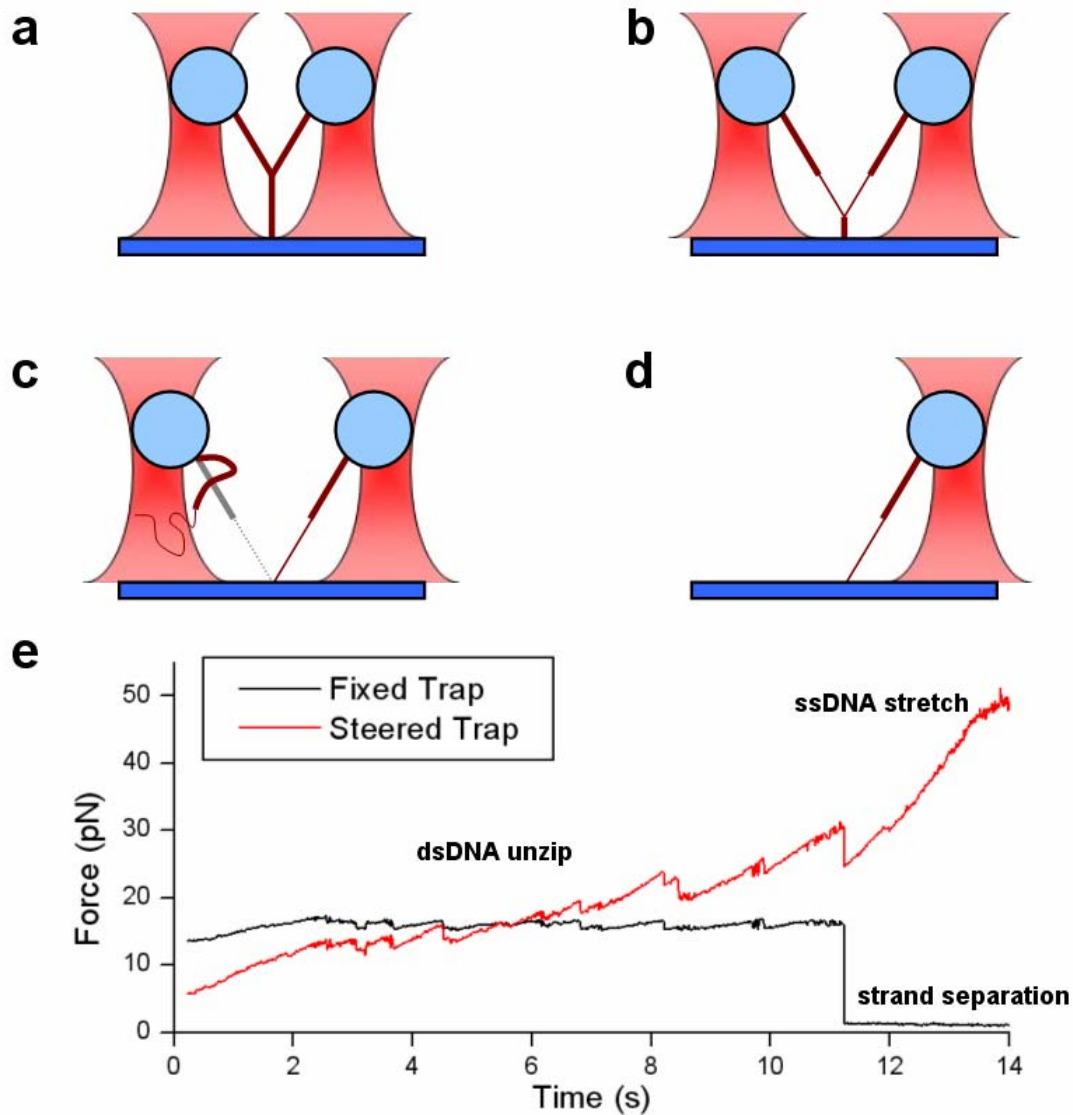 a
b
c
d
e
Fixed Trap
Steered Trap
ssDNA stretch
dsDNA unzip
strand separation
Force (pN)
50
40
30
20
10
0
0 2 4 6 8 10 12 14
Time (s)